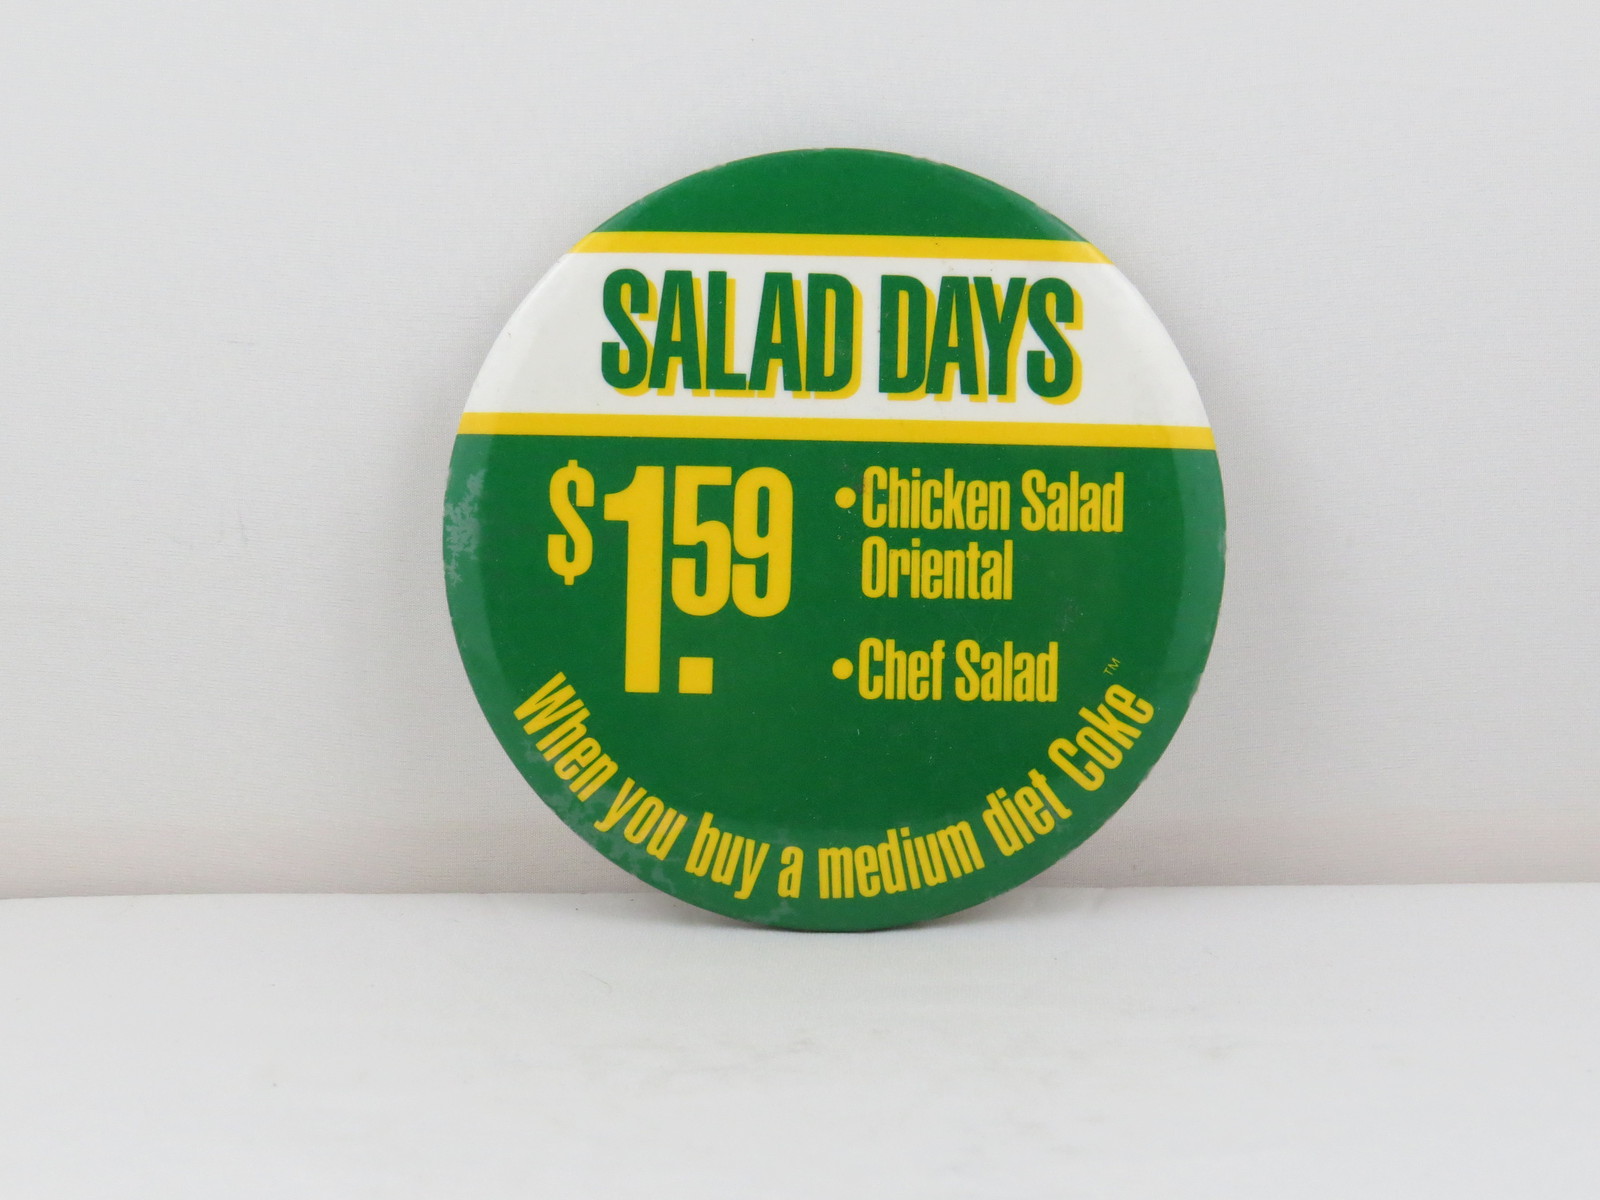 SALAD DAYS
$1.59
•Chicken Salad
Oriental
•Chef Salad
When you buy a medium diet Coke™